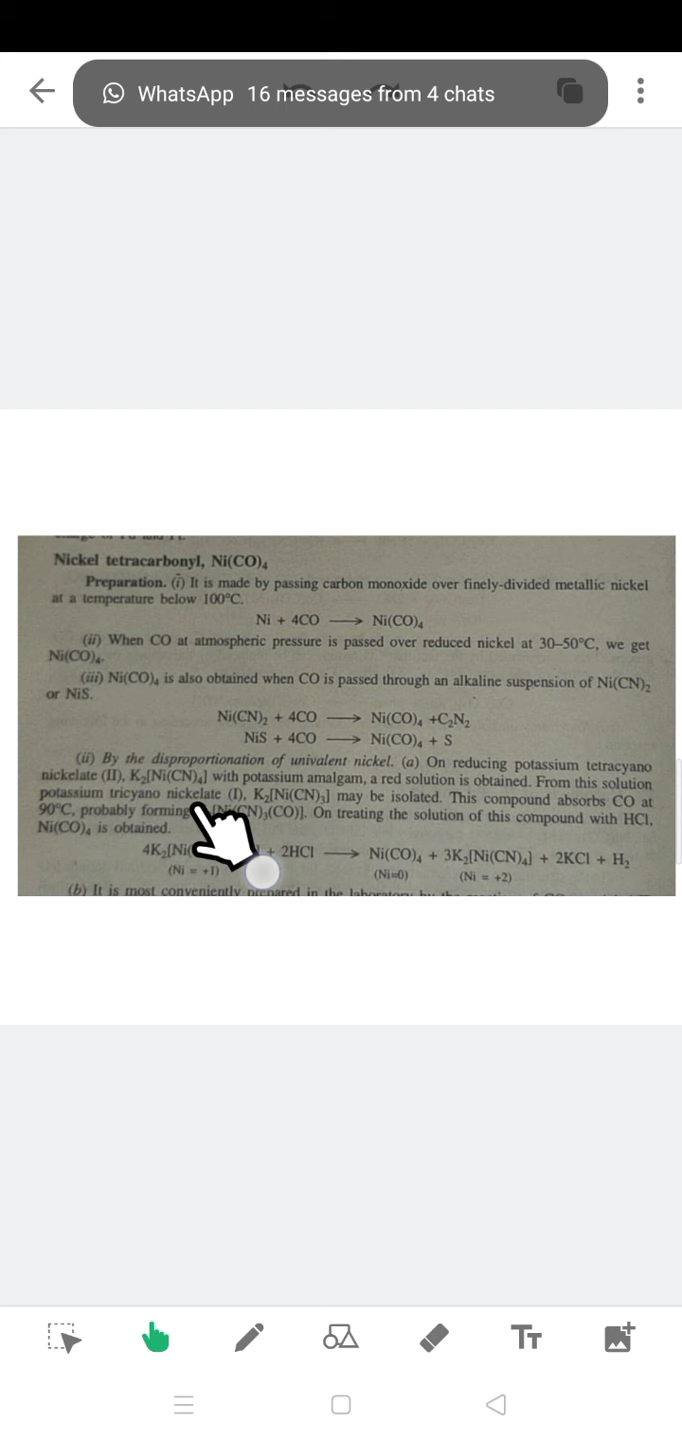 WhatsApp 16 messages from 4 chats
Nickel tetracarbonyl, Ni(CO)₄
Preparation. (i) It is made by passing carbon monoxide over finely-divided metallic nickel
at a temperature below 100°C.
Ni + 4CO ⟶ Ni(CO)₄
(ii) When CO at atmospheric pressure is passed over reduced nickel at 30–50°C, we get
Ni(CO)₄.
(iii) Ni(CO)₄ is also obtained when CO is passed through an alkaline suspension of Ni(CN)₂
or NiS.
Ni(CN)₂ + 4CO ⟶ Ni(CO)₄ +C₂N₂
NiS + 4CO ⟶ Ni(CO)₄ + S
(ii) By the disproportionation of univalent nickel. (a) On reducing potassium tetracyano
nickelate (II), K₂[Ni(CN)₄] with potassium amalgam, a red solution is obtained. From this solution
potassium tricyano nickelate (I), K₂[Ni(CN)₃] may be isolated. This compound absorbs CO at
90°C, probably forming [Ni(CN)₃(CO)]. On treating the solution of this compound with HCl,
Ni(CO)₄ is obtained.
4K₂[Ni( + 2HCl ⟶ Ni(CO)₄ + 3K₂[Ni(CN)₄] + 2KCl + H₂
(Ni = +1) (Ni=0) (Ni = +2)
(b) It is most conveniently prepared in the laboratory by the
TT